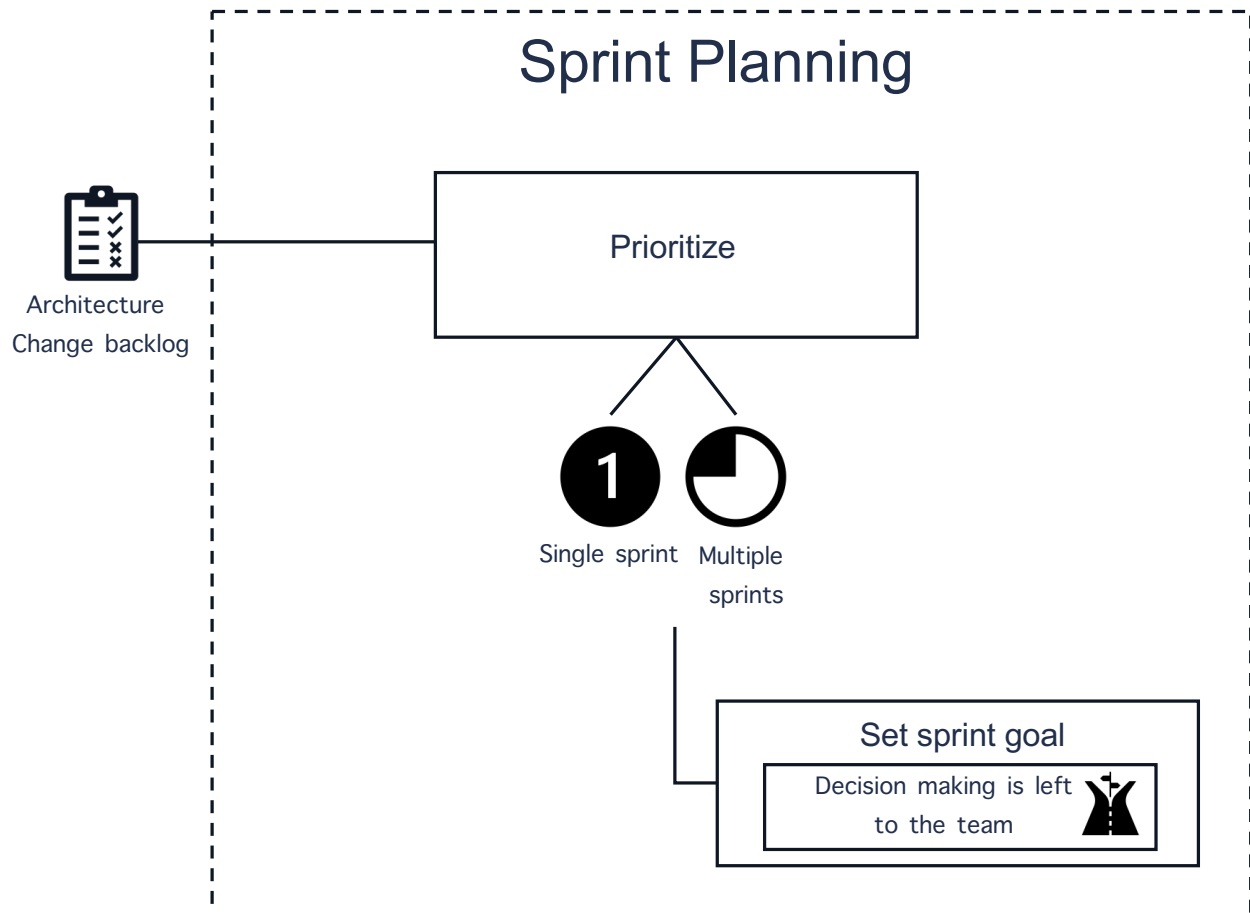 Sprint Planning
Prioritize
Architecture
Change backlog
1
Single sprint
Multiple
sprints
Set sprint goal
Decision making is left
to the team